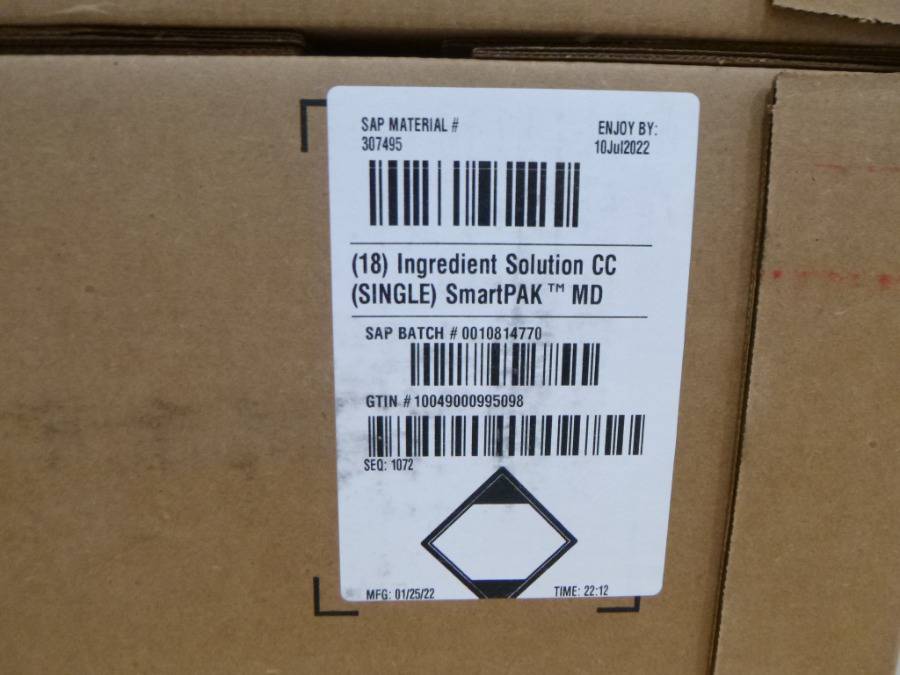 SAP MATERIAL #
307495
ENJOY BY:
10Jul2022
(18) Ingredient Solution CC
(SINGLE) SmartPAK™ MD
SAP BATCH # 0010814770
GTIN # 10049000995098
SEQ: 1072
MFG: 01/25/22
TIME: 22:12